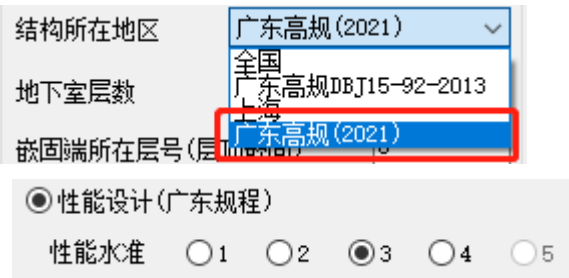 结构所在地区 广东高规(2021)
全国
地下室层数 广东高规DBJ15-92-2013
上海
广东高规(2021)
嵌固端所在层号(层
性能设计(广东规程)
性能水准 1 2 3 4 5